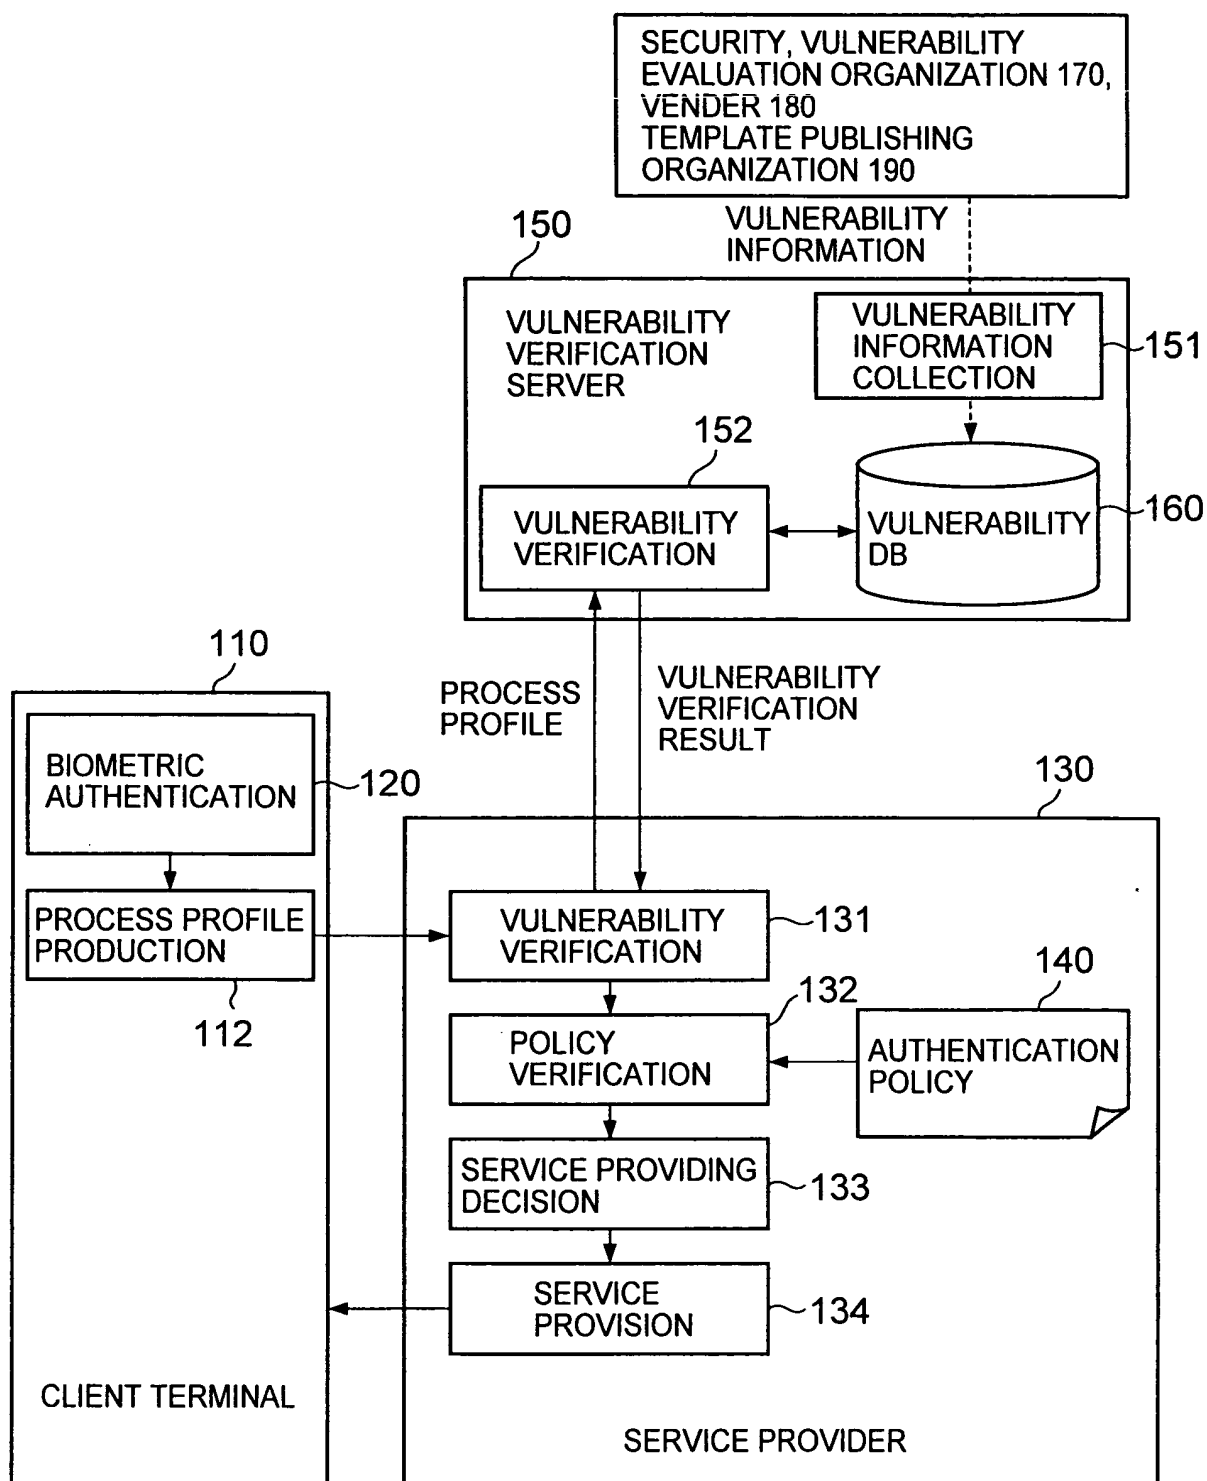 SECURITY, VULNERABILITY
EVALUATION ORGANIZATION 170,
VENDER 180
TEMPLATE PUBLISHING
ORGANIZATION 190
VULNERABILITY
INFORMATION
150
VULNERABILITY
VERIFICATION
SERVER
VULNERABILITY
INFORMATION
COLLECTION
151
152
VULNERABILITY
VERIFICATION
VULNERABILITY
DB
160
110
PROCESS
PROFILE
VULNERABILITY
VERIFICATION
RESULT
BIOMETRIC
AUTHENTICATION
120
130
PROCESS PROFILE
PRODUCTION
112
VULNERABILITY
VERIFICATION
131
132
140
POLICY
VERIFICATION
AUTHENTICATION
POLICY
SERVICE PROVIDING
DECISION
133
SERVICE
PROVISION
134
CLIENT TERMINAL
SERVICE PROVIDER